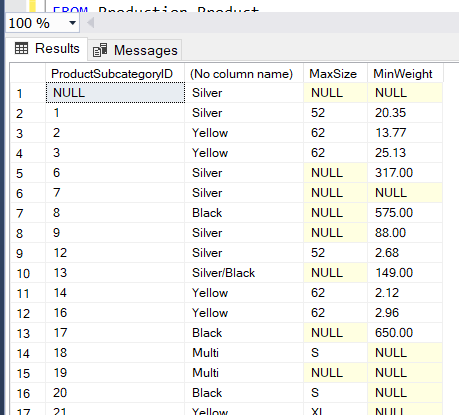 FROM Production.Product
100 %
Results Messages
ProductSubcategoryID (No column name) MaxSize MinWeight
1 NULL Silver NULL NULL
2 1 Silver 52 20.35
3 2 Yellow 62 13.77
4 3 Yellow 62 25.13
5 6 Silver NULL 317.00
6 7 Silver NULL NULL
7 8 Black NULL 575.00
8 9 Silver NULL 88.00
9 12 Silver 52 2.68
10 13 Silver/Black NULL 149.00
11 14 Yellow 62 2.12
12 16 Yellow 62 2.96
13 17 Black NULL 650.00
14 18 Multi S NULL
15 19 Multi NULL NULL
16 20 Black S NULL
17 21 Yellow XL NULL